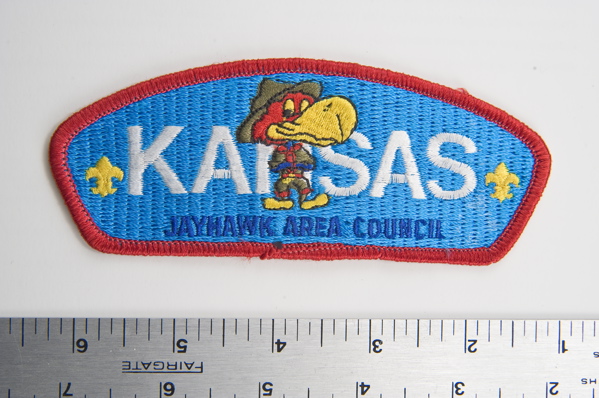 KANSAS
JAYHAWK AREA COUNCIL
6 5 4 3 2 1
FAIRGATE
7 6 5 4 3 2